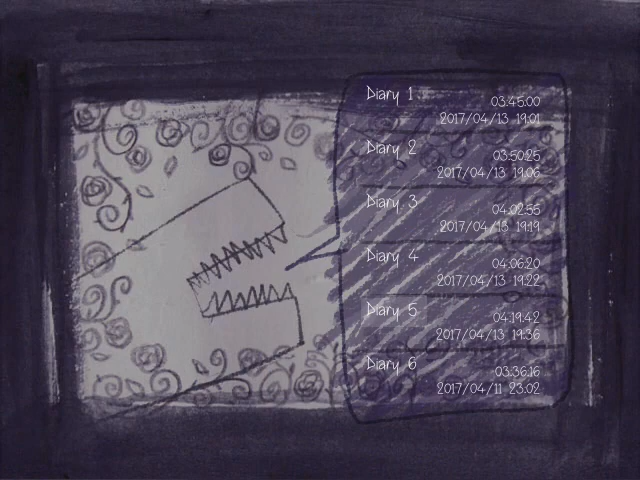 Diary 1
03:45:00
2017/04/13 19:01
Diary 2
03:50:25
2017/04/13 19:06
Diary 3
04:02:55
2017/04/13 19:19
Diary 4
04:06:20
2017/04/13 19:22
Diary 5
04:19:42
2017/04/13 19:36
Diary 6
03:36:16
2017/04/11 23:02